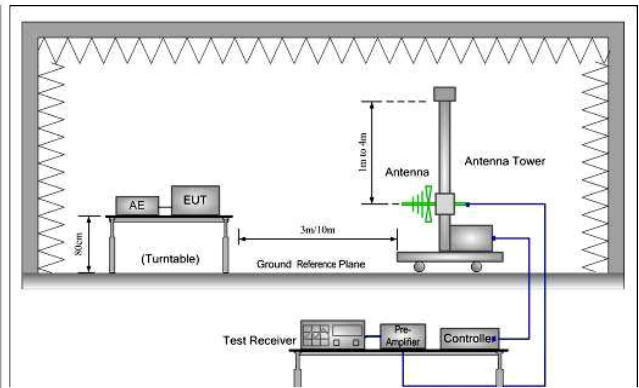 1m to 4m
Antenna
Antenna Tower
AE
EUT
80cm
(Turntable)
3m/10m
Ground Reference Plane
Test Receiver
Pre-
Amplifier
Controller